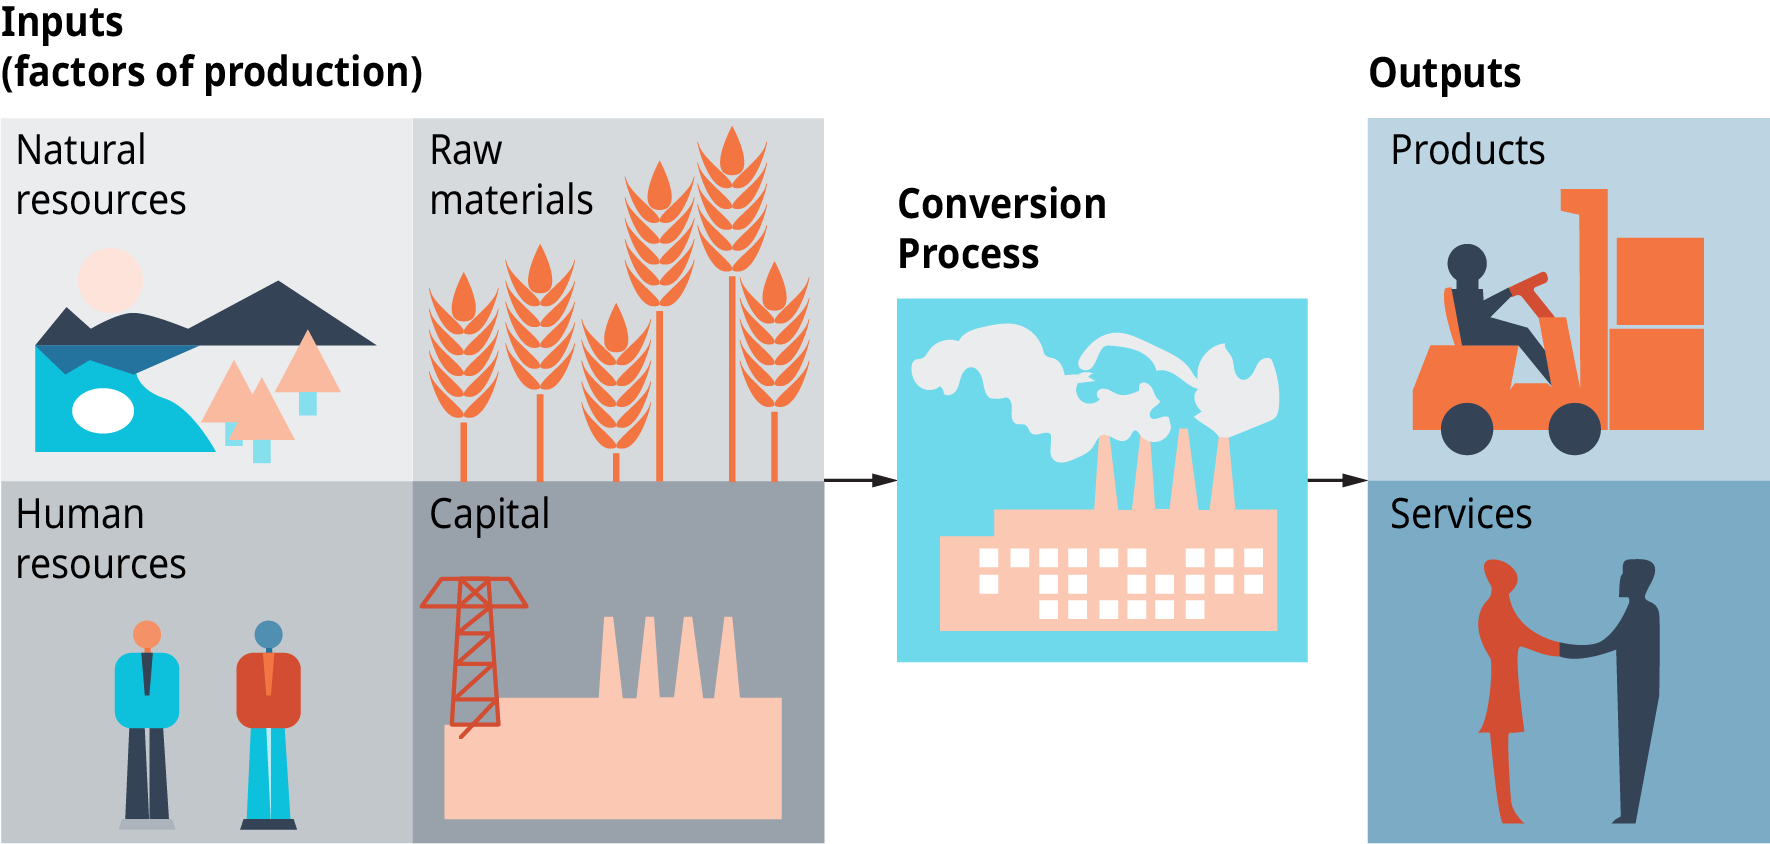 Inputs
(factors of production)
Natural
resources
Raw
materials
Human
resources
Capital
Conversion
Process
Outputs
Products
Services